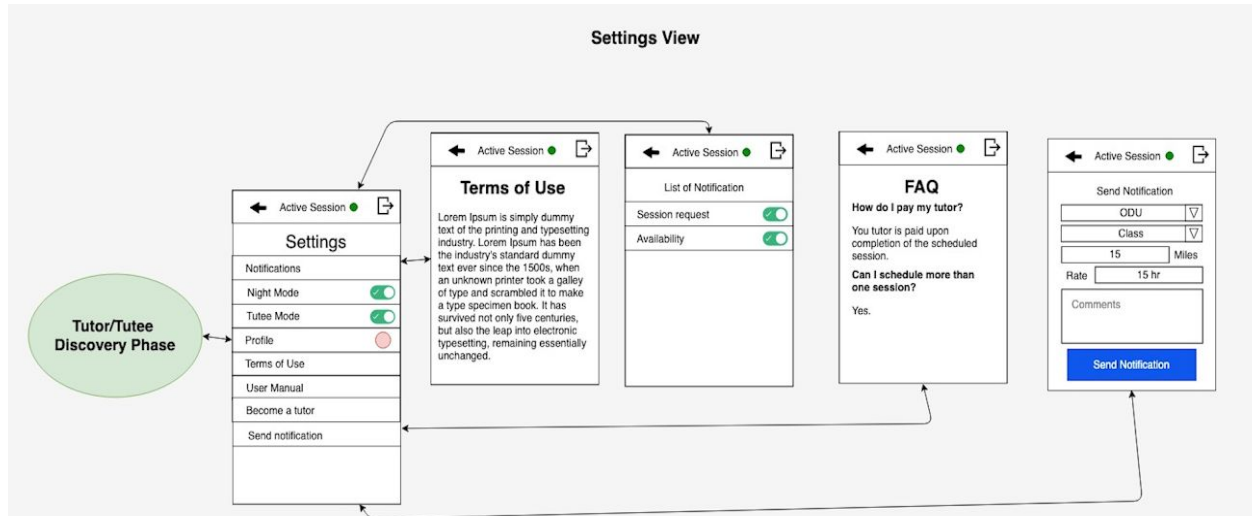 Settings View
Tutor/Tutee
Discovery Phase
Active Session
Settings
Notifications
Night Mode
Tutee Mode
Profile
Terms of Use
User Manual
Become a tutor
Send notification
Active Session
Terms of Use
Lorem Ipsum is simply dummy
text of the printing and typesetting
industry. Lorem Ipsum has been
the industry's standard dummy
text ever since the 1500s, when
an unknown printer took a galley
of type and scrambled it to make
a type specimen book. It has
survived not only five centuries,
but also the leap into electronic
typesetting, remaining essentially
unchanged.
Active Session
List of Notification
Session request
Availability
Active Session
FAQ
How do I pay my tutor?
You tutor is paid upon
completion of the scheduled
session.
Can I schedule more than
one session?
Yes.
Active Session
Send Notification
ODU
Class
15 Miles
Rate 15 hr
Comments
Send Notification